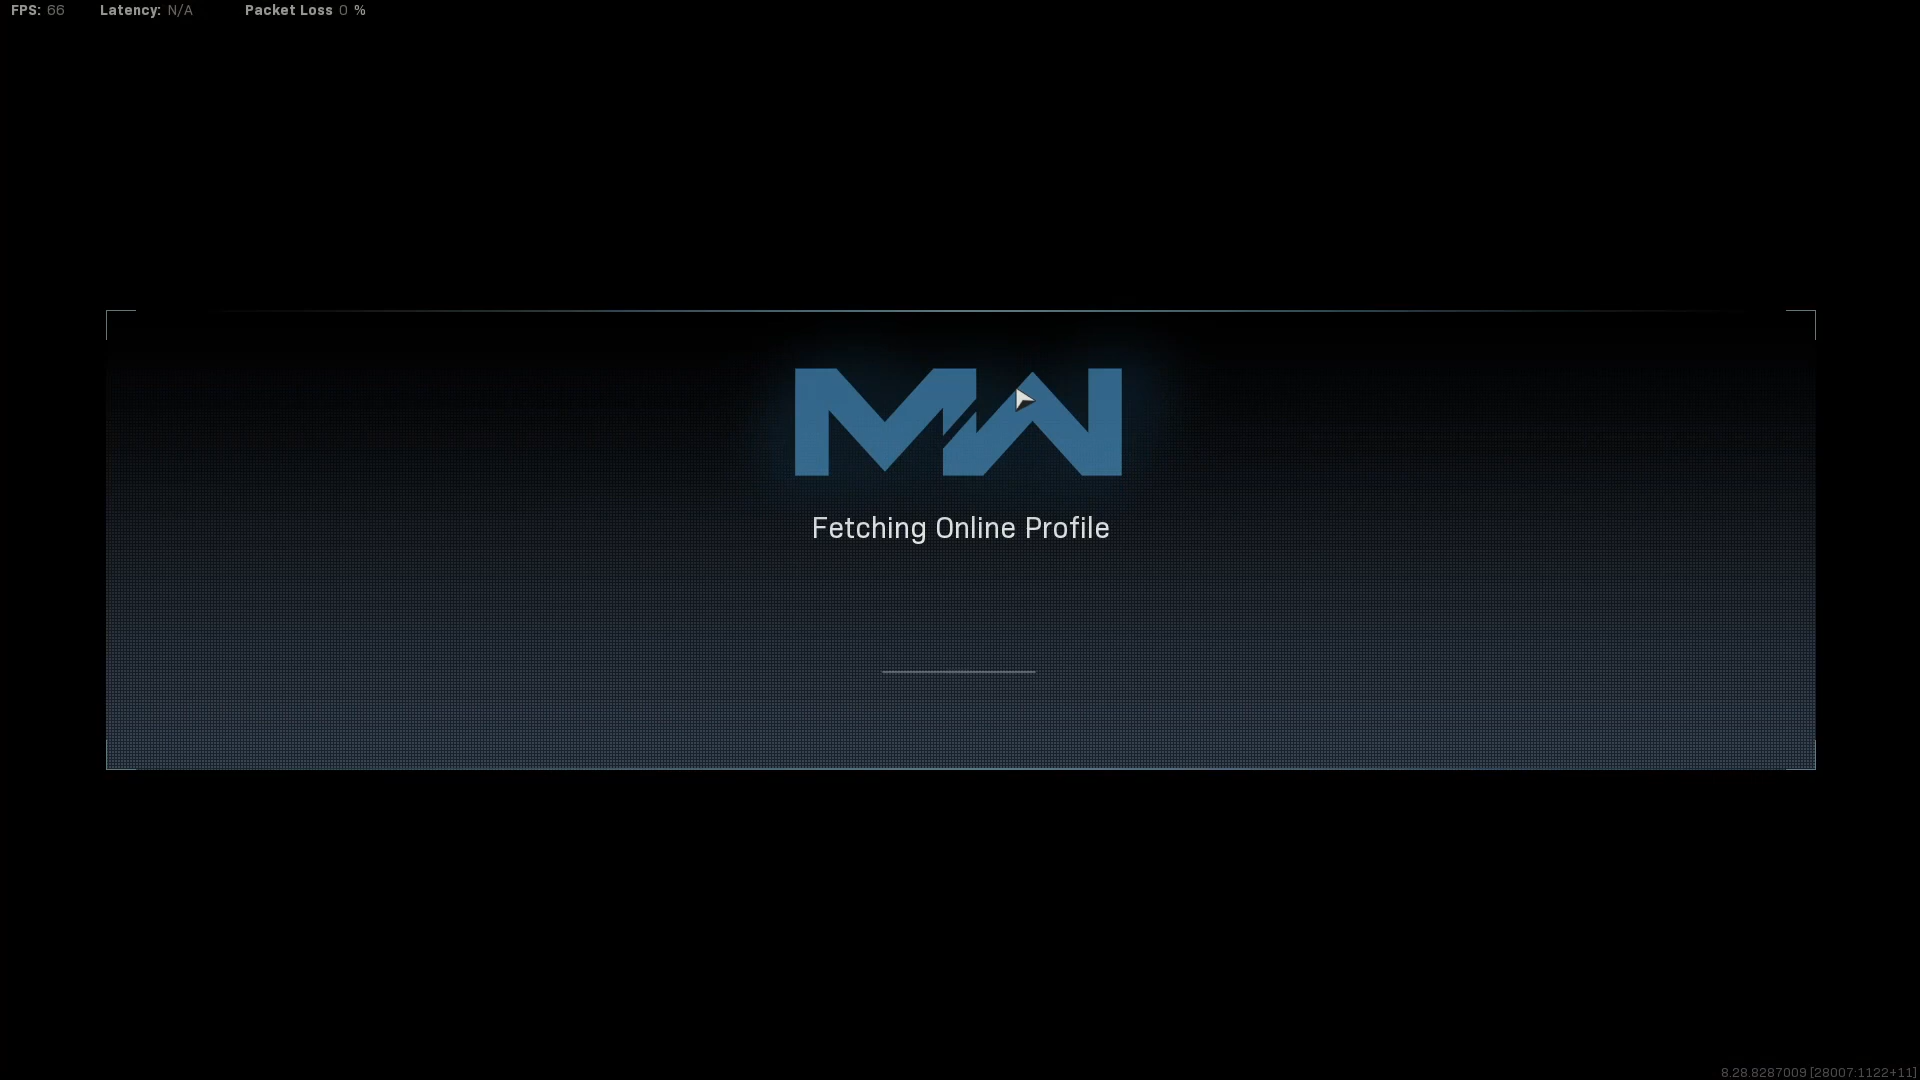 FPS: 66 Latency: N/A Packet Loss 0 %
MW
Fetching Online Profile
8.28.8287009 [28007:1122+11]